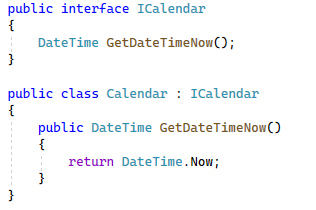 public interface ICalendar
{
    DateTime GetDateTimeNow();
}

public class Calendar : ICalendar
{
    public DateTime GetDateTimeNow()
    {
        return DateTime.Now;
    }
}